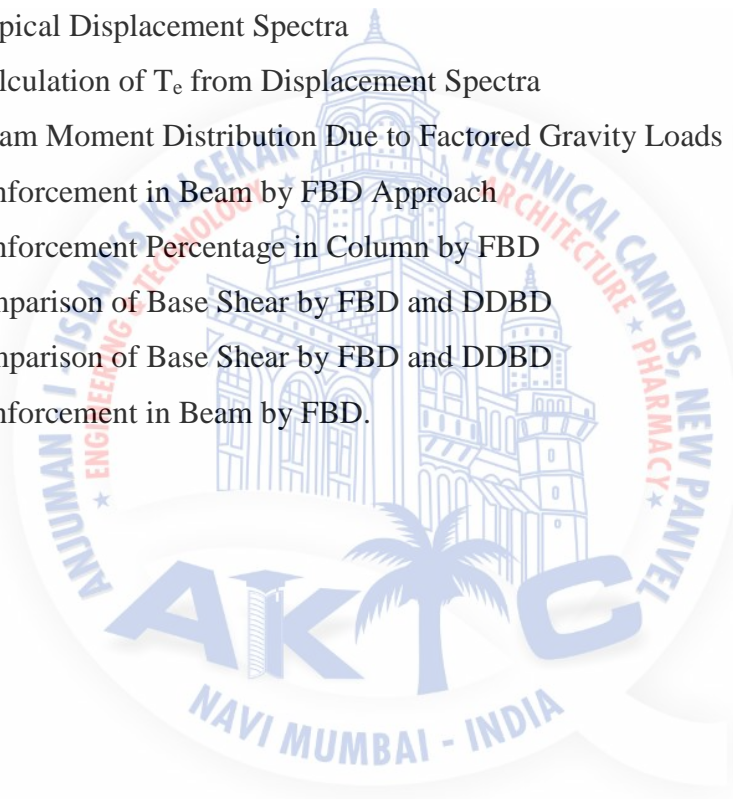 pical Displacement Spectra
lculation of Te from Displacement Spectra
am Moment Distribution Due to Factored Gravity Loads
nforcement in Beam by FBD Approach
nforcement Percentage in Column by FBD
mparison of Base Shear by FBD and DDBD
mparison of Base Shear by FBD and DDBD
nforcement in Beam by FBD.
ANJUMAN - I - ISLAM'S KALSEKAR TECHNICAL CAMPUS, NEW PANVEL
ENGINEERING & TECHNOLOGY * * ARCHITECTURE * PHARMACY *
AKTC
NAVI MUMBAI - INDIA